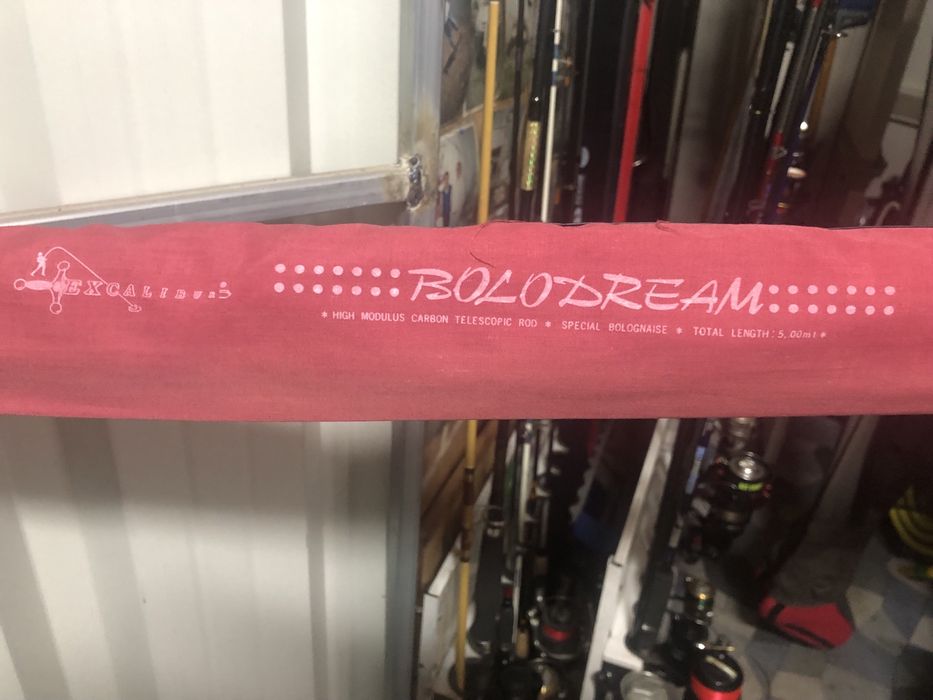 EXCALIBUR
BOLODREAM
* HIGH MODULUS CARBON TELESCOPIC ROD * SPECIAL BOLOGNAISE * TOTAL LENGTH: 5,00mt *